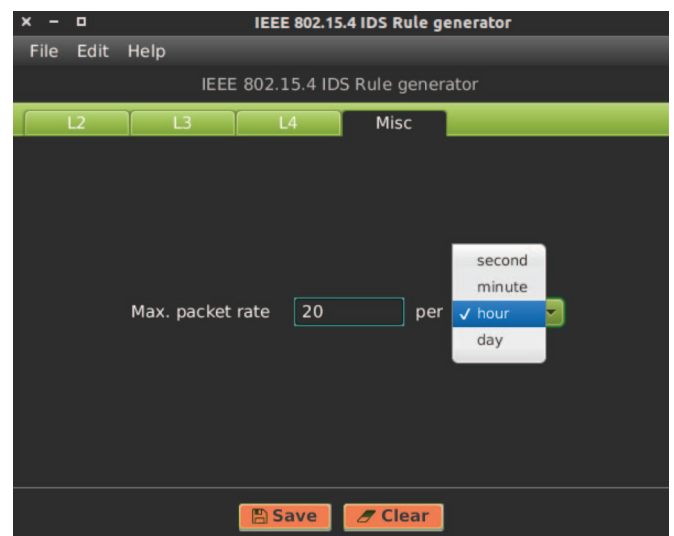 IEEE 802.15.4 IDS Rule generator
File Edit Help
IEEE 802.15.4 IDS Rule generator
L2 L3 L4 Misc
second
minute
Max. packet rate 20 per ✓ hour
day
Save Clear